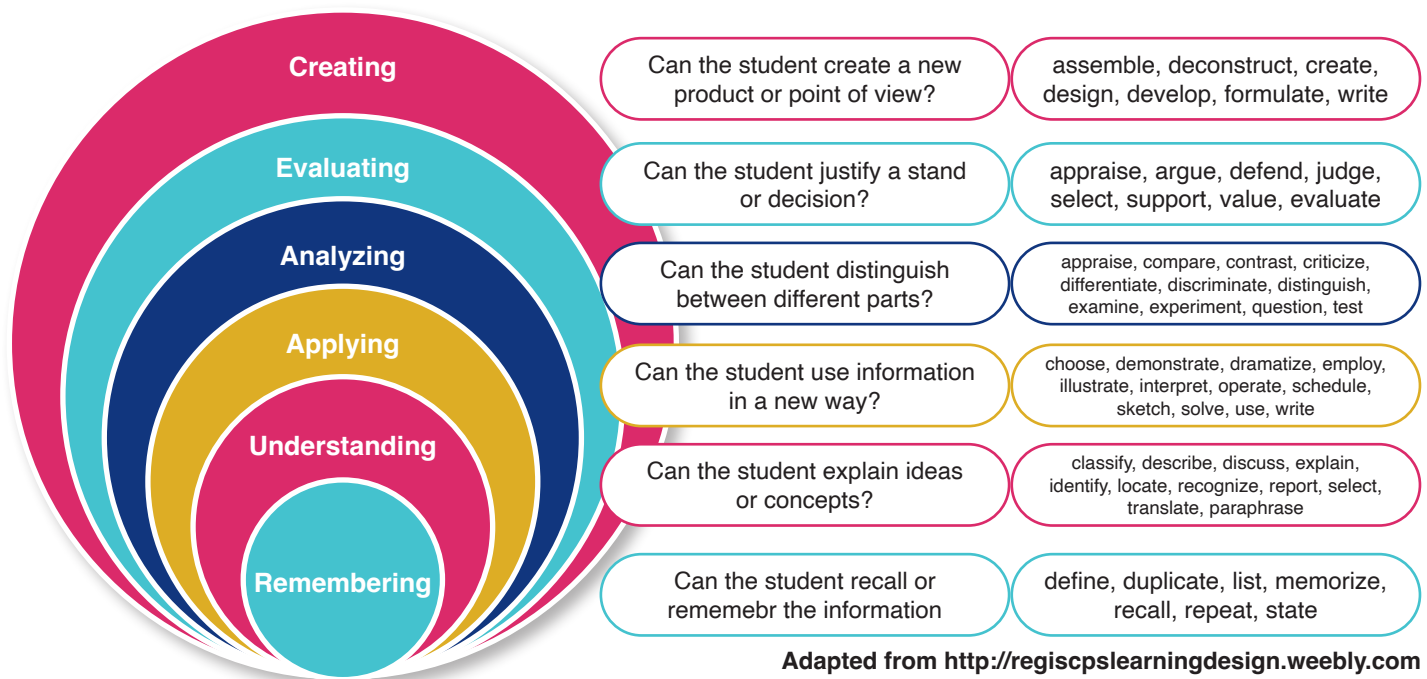 Creating
Can the student create a new
product or point of view?
assemble, deconstruct, create,
design, develop, formulate, write
Evaluating
Can the student justify a stand
or decision?
appraise, argue, defend, judge,
select, support, value, evaluate
Analyzing
Can the student distinguish
between different parts?
appraise, compare, contrast, criticize,
differentiate, discriminate, distinguish,
examine, experiment, question, test
Applying
Can the student use information
in a new way?
choose, demonstrate, dramatize, employ,
illustrate, interpret, operate, schedule,
sketch, solve, use, write
Understanding
Can the student explain ideas
or concepts?
classify, describe, discuss, explain,
identify, locate, recognize, report, select,
translate, paraphrase
Remembering
Can the student recall or
rememebr the information
define, duplicate, list, memorize,
recall, repeat, state
Adapted from http://regiscpslearningdesign.weebly.com